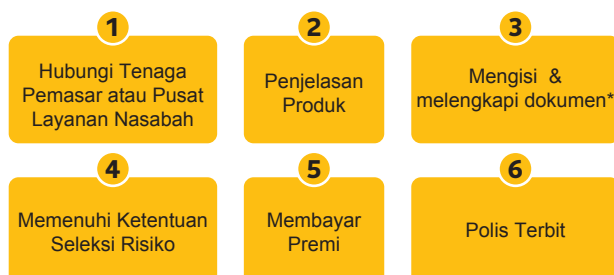 1
Hubungi Tenaga
Pemasar atau Pusat
Layanan Nasabah
2
Penjelasan
Produk
3
Mengisi &
melengkapi dokumen*
4
Memenuhi Ketentuan
Seleksi Risiko
5
Membayar
Premi
6
Polis Terbit